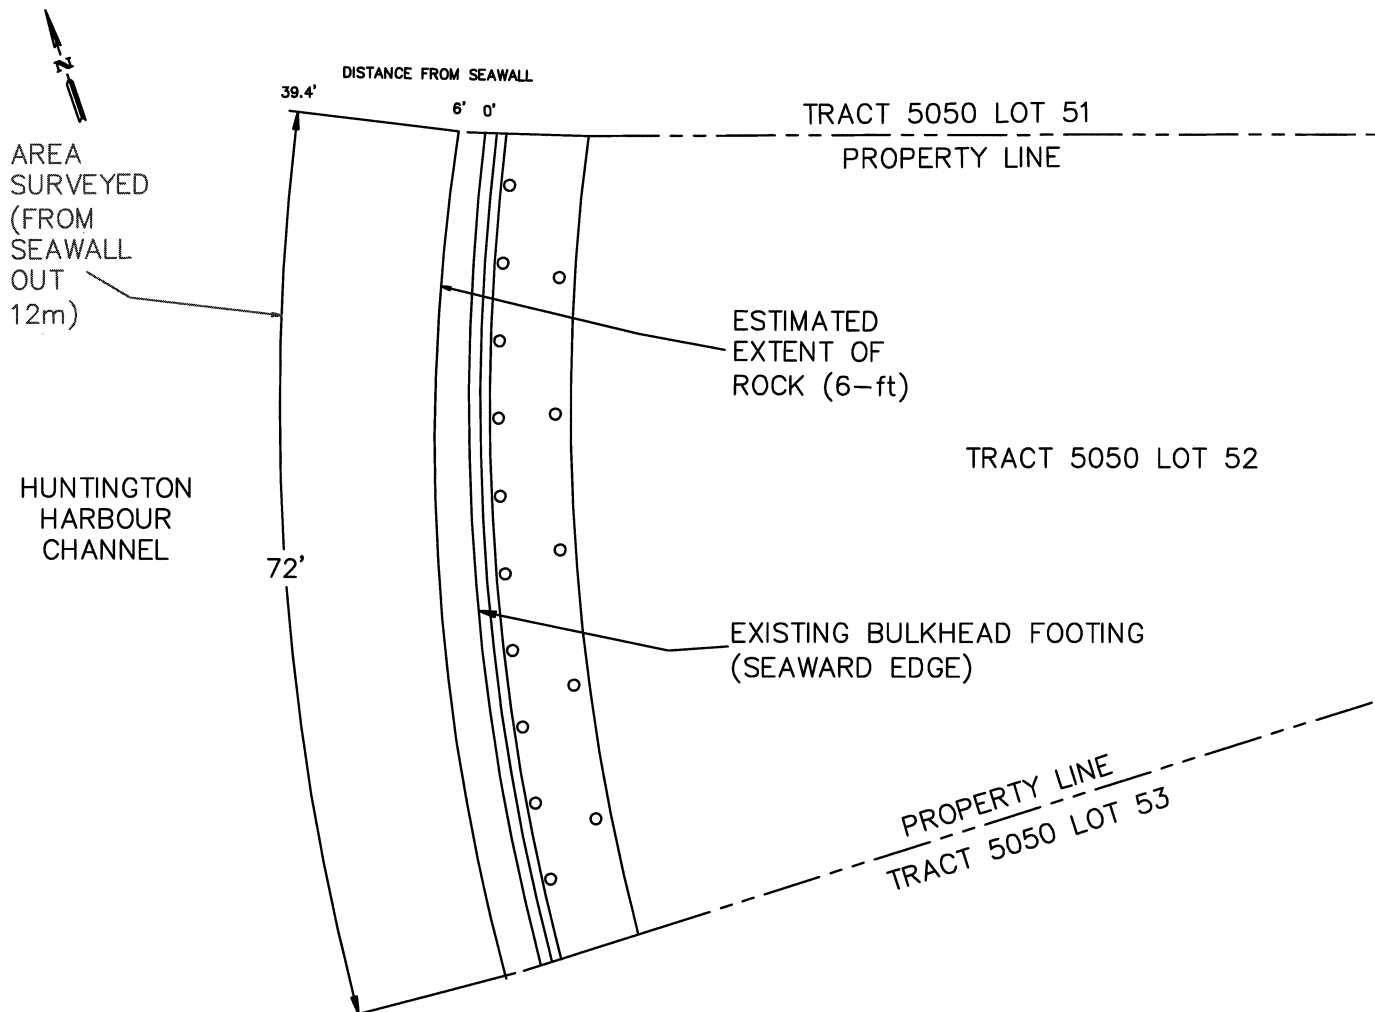 N
DISTANCE FROM SEAWALL
39.4'
6' 0'
TRACT 5050 LOT 51
PROPERTY LINE
AREA
SURVEYED
(FROM
SEAWALL
OUT
12m)
ESTIMATED
EXTENT OF
ROCK (6-ft)
TRACT 5050 LOT 52
HUNTINGTON
HARBOUR
CHANNEL
72'
EXISTING BULKHEAD FOOTING
(SEAWARD EDGE)
PROPERTY LINE
TRACT 5050 LOT 53